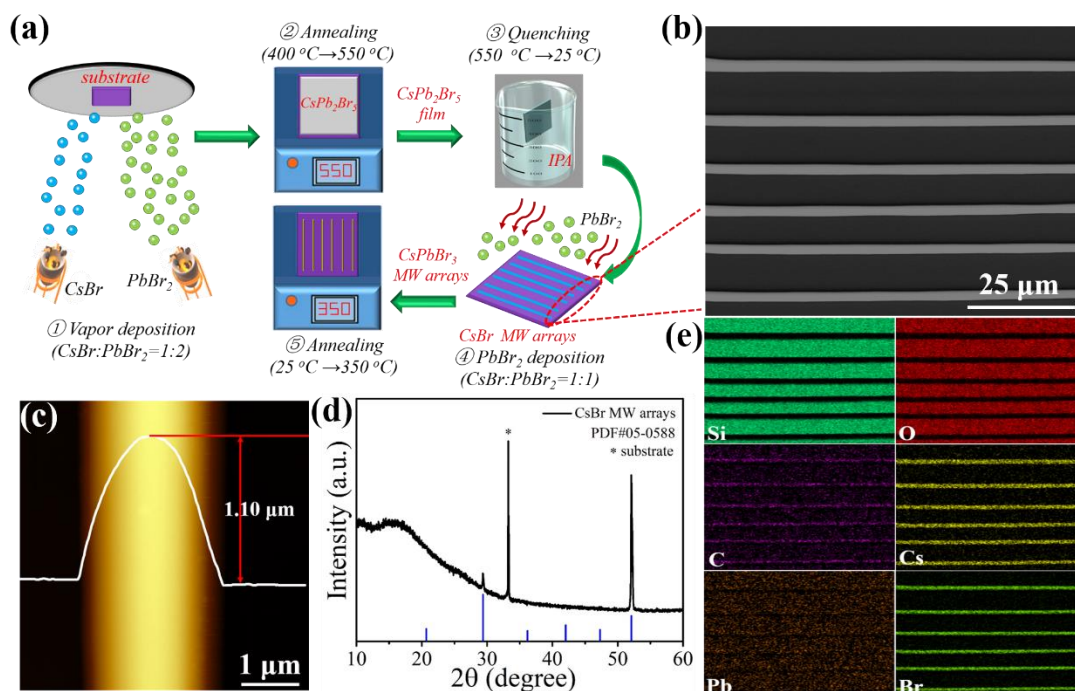 (a)
substrate
CsBr
PbBr₂
① Vapor deposition
(CsBr:PbBr₂=1:2)
② Annealing
(400 °C→550 °C)
CsPb₂Br₅
550
CsPb₂Br₅
film
③ Quenching
(550 °C→25 °C)
IPA
PbBr₂
CsBr MW arrays
④ PbBr₂ deposition
(CsBr:PbBr₂=1:1)
CsPbBr₃
MW arrays
350
⑤ Annealing
(25 °C→350 °C)
(b)
25 μm
(c)
1.10 μm
1 μm
(d)
CsBr MW arrays
PDF#05-0588
* substrate
*
Intensity (a.u.)
10 20 30 40 50 60
2θ (degree)
(e)
Si
O
C
Cs
Pb
Br